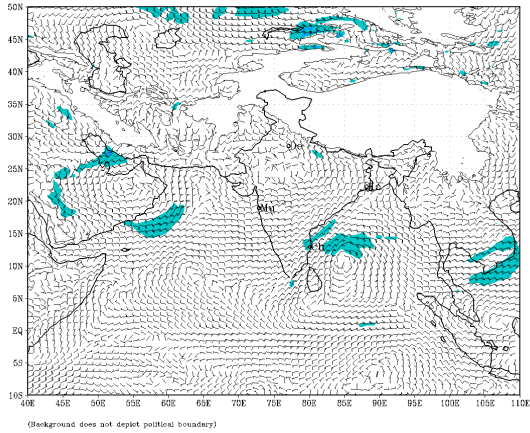 50N
45N
40N
35N
30N
25N
20N
15N
10N
5N
EQ
5S
10S
40E 45E 50E 55E 60E 65E 70E 75E 80E 85E 90E 95E 100E 105E 110E
(Background does not depict political boundary)